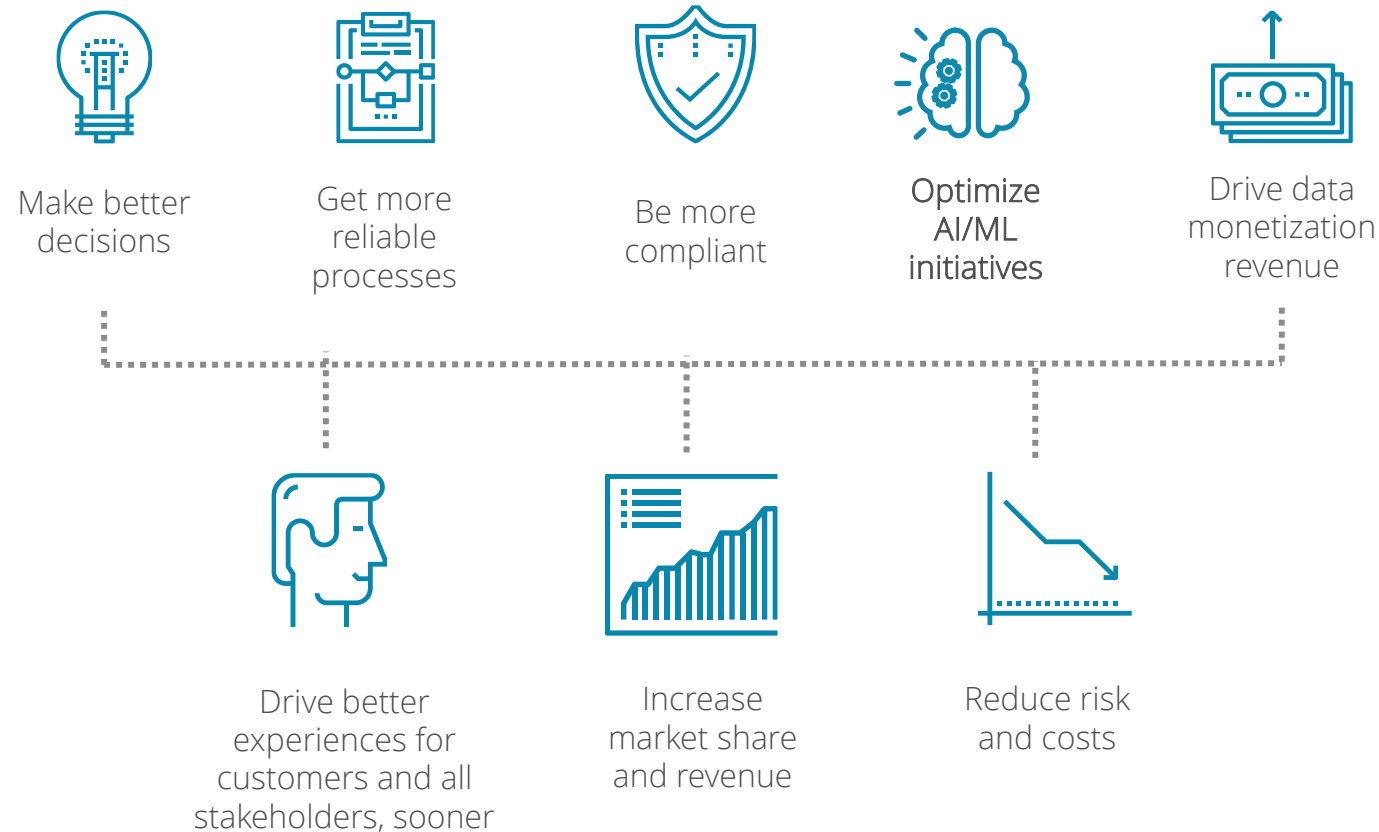 Make better
decisions
Get more
reliable
processes
Be more
compliant
Optimize
AI/ML
initiatives
Drive data
monetization
revenue
Drive better
experiences for
customers and all
stakeholders, sooner
Increase
market share
and revenue
Reduce risk
and costs